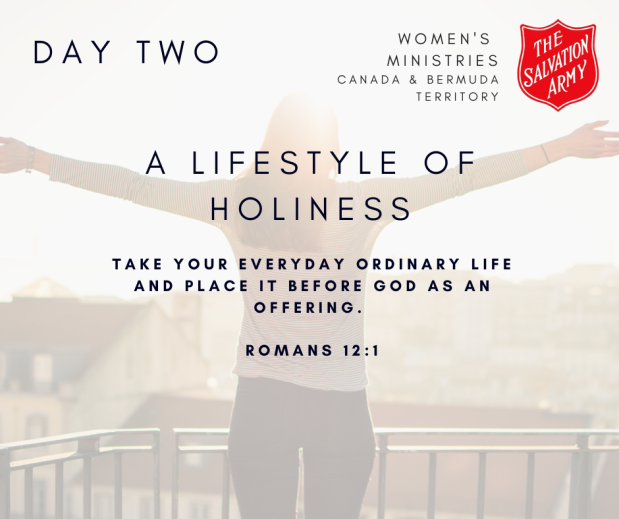 DAY TWO
WOMEN'S
MINISTRIES
CANADA & BERMUDA
TERRITORY
THE
SALVATION
ARMY
A LIFESTYLE OF
HOLINESS
TAKE YOUR EVERYDAY ORDINARY LIFE
AND PLACE IT BEFORE GOD AS AN
OFFERING.
ROMANS 12:1